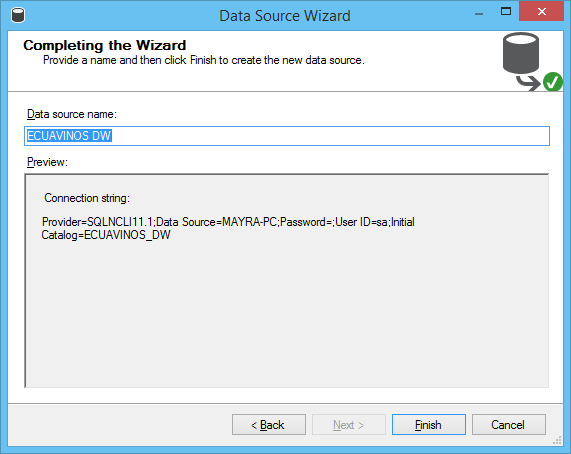 Data Source Wizard
Completing the Wizard
Provide a name and then click Finish to create the new data source.
Data source name:
ECUAVINOS DW
Preview:
Connection string:
Provider=SQLNCLI11.1;Data Source=MAYRA-PC;Password=;User ID=sa;Initial
Catalog=ECUAVINOS_DW
< Back
Next >
Finish
Cancel